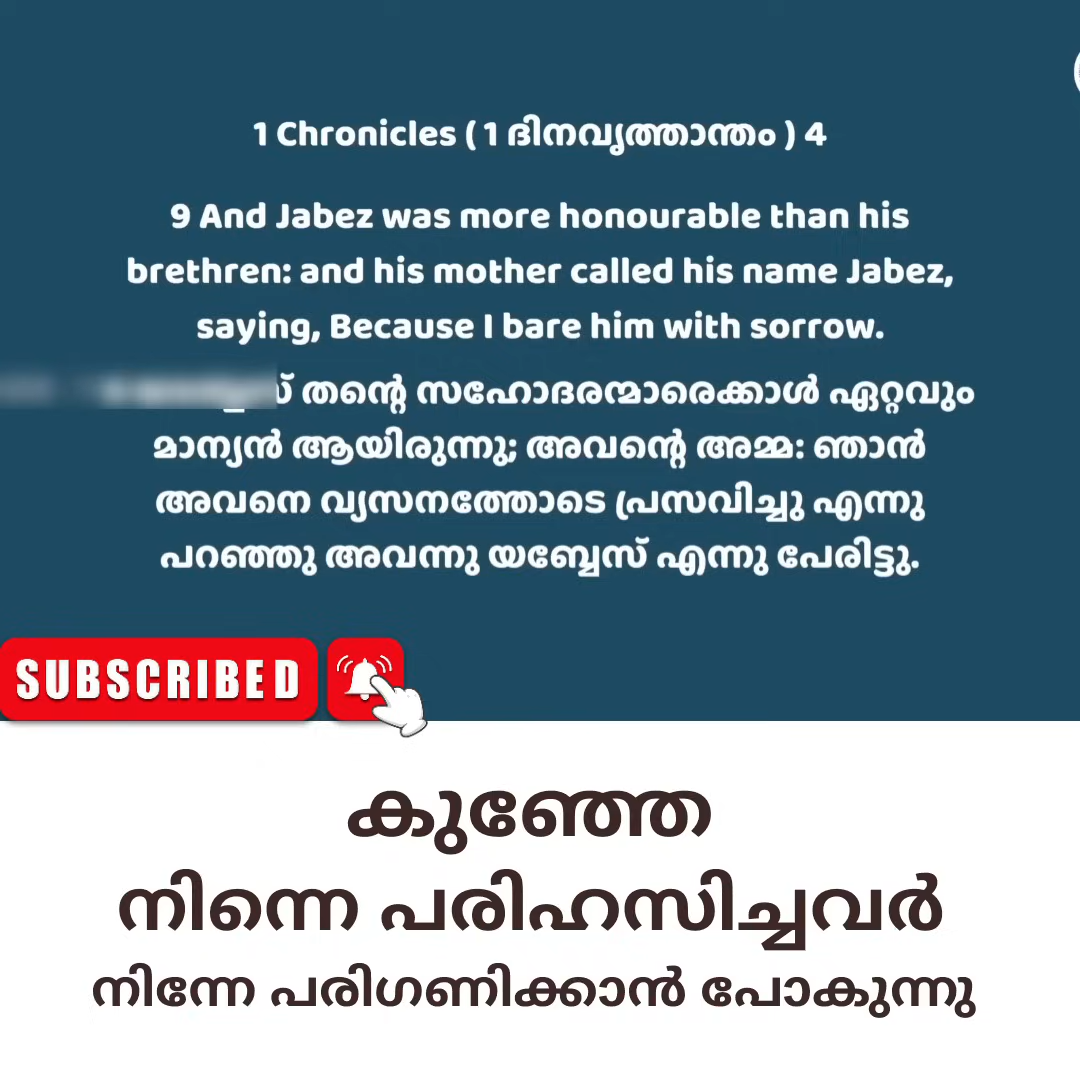 1 Chronicles ( 1 ദിനവൃത്താന്തം ) 4
9 And Jabez was more honourable than his
brethren: and his mother called his name Jabez,
saying, Because I bare him with sorrow.
തന്റെ സഹോദരന്മാരെക്കാൾ ഏറ്റവും
മാന്യൻ ആയിരുന്നു; അവന്റെ അമ്മ: ഞാൻ
അവനെ വ്യസനത്തോടെ പ്രസവിച്ചു എന്നു
പറഞ്ഞു അവന്നു യബ്ബേസ് എന്നു പേരിട്ടു.
SUBSCRIBED
കുഞ്ഞേ
നിന്നെ പരിഹസിച്ചവർ
നിന്നേ പരിഗണിക്കാൻ പോകുന്നു